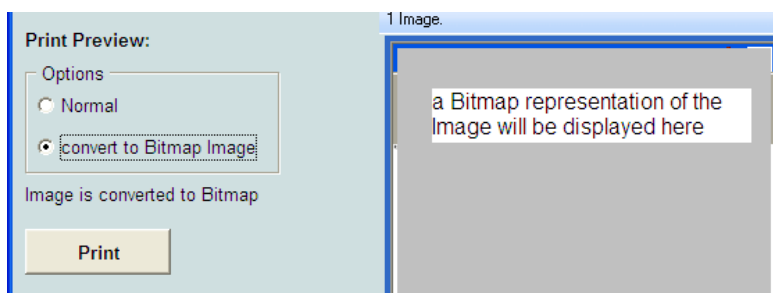 1 Image.
Print Preview:
Options
Normal
convert to Bitmap Image
Image is converted to Bitmap
Print
a Bitmap representation of the
Image will be displayed here